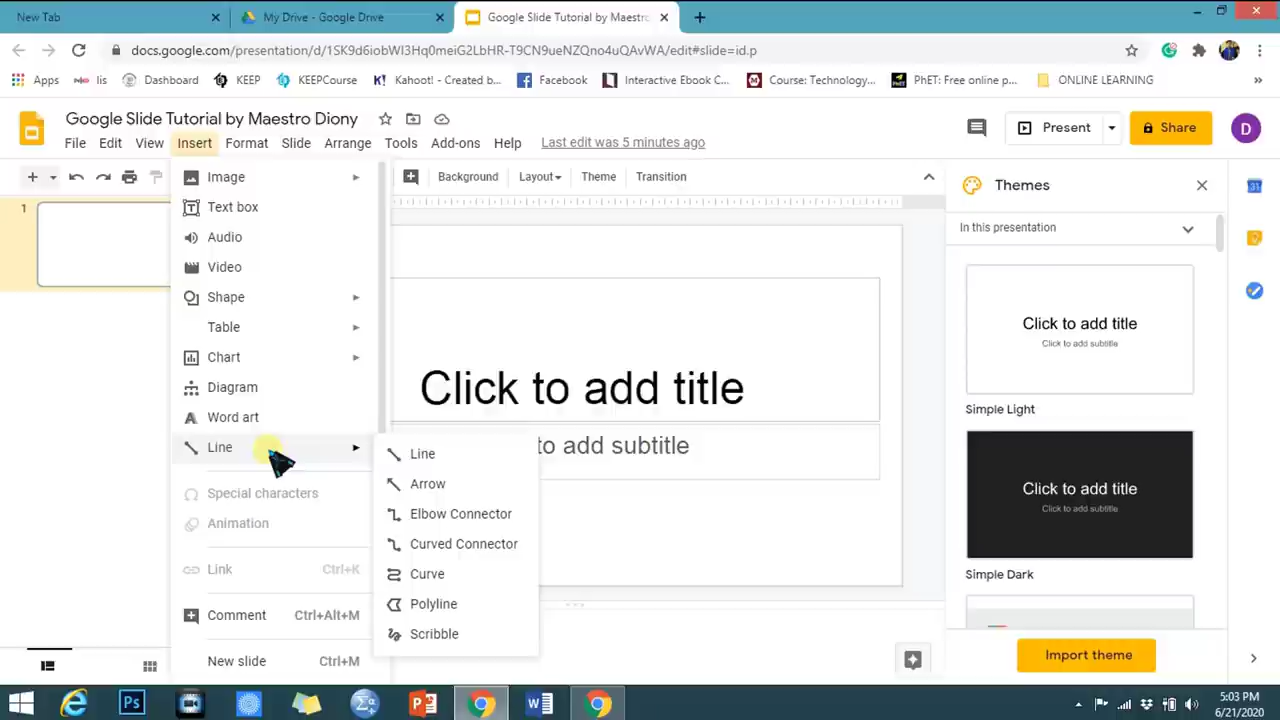 New Tab
My Drive - Google Drive
Google Slide Tutorial by Maestro
docs.google.com/presentation/d/1SK9d6iobWI3Hq0meiG2LbHR-T9CN9ueNZQno4uQAvWA/edit#slide=id.p
Apps
lis
Dashboard
KEEP
KEEPCourse
Kahoot! - Created b...
Facebook
Interactive Ebook C...
Course: Technology...
PhET: Free online p...
ONLINE LEARNING
Google Slide Tutorial by Maestro Diony
File Edit View Insert Format Slide Arrange Tools Add-ons Help Last edit was 5 minutes ago
Present
Share
D
Background Layout Theme Transition
1
Image
Text box
Audio
Video
Shape
Table
Chart
Diagram
Word art
Line
Special characters
Animation
Link Ctrl+K
Comment Ctrl+Alt+M
New slide Ctrl+M
Line
Arrow
Elbow Connector
Curved Connector
Curve
Polyline
Scribble
Click to add title
to add subtitle
Themes
In this presentation
Click to add title
Click to add subtitle
Simple Light
Click to add title
Click to add subtitle
Simple Dark
Import theme
31
5:03 PM
6/21/2020